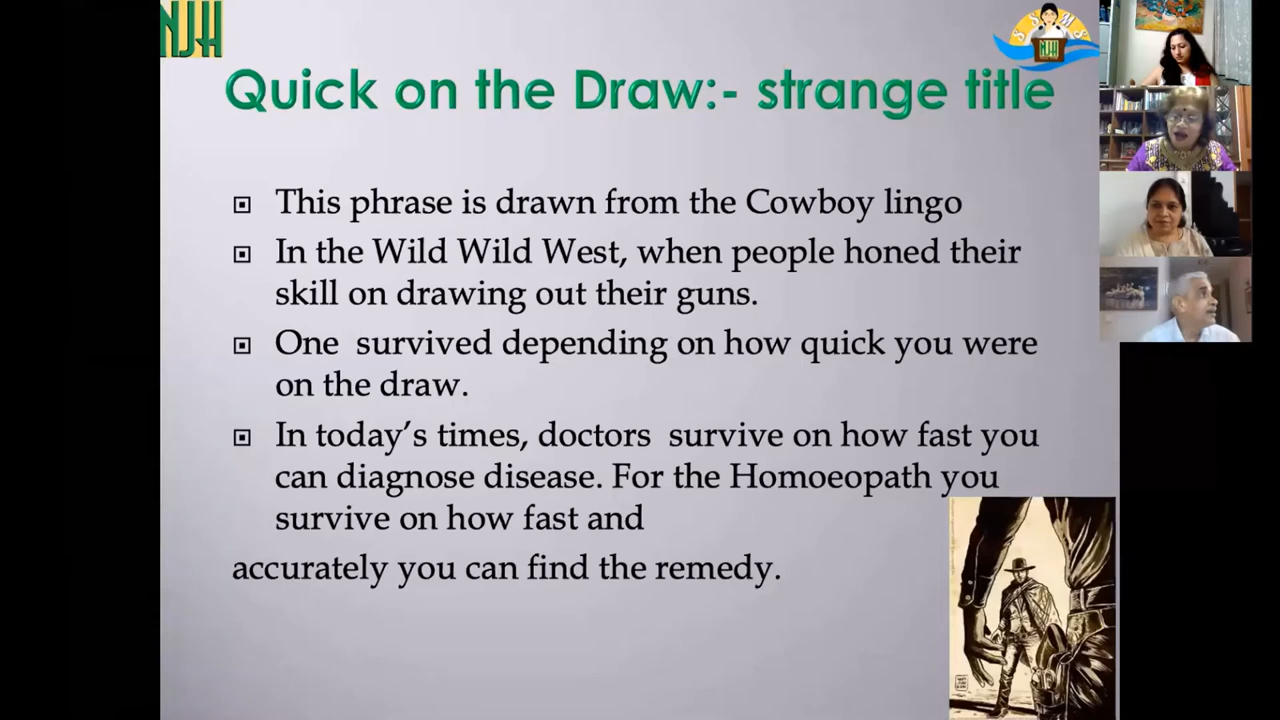 NJH
S S M S
NJH
Quick on the Draw:- strange title
This phrase is drawn from the Cowboy lingo
In the Wild Wild West, when people honed their
skill on drawing out their guns.
One  survived depending on how quick you were
on the draw.
In today’s times, doctors  survive on how fast you
can diagnose disease. For the Homoeopath you
survive on how fast and
accurately you can find the remedy.